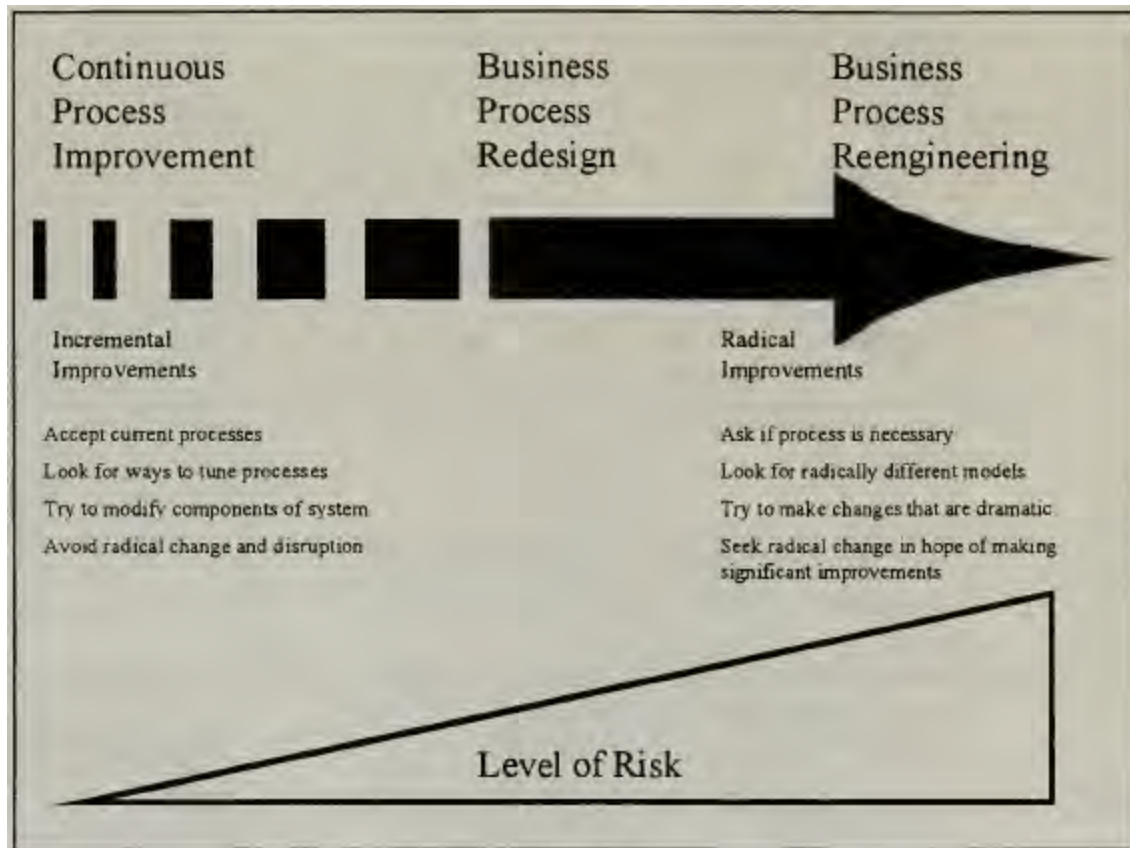 Continuous
Process
Improvement
Business
Process
Redesign
Business
Process
Reengineering
Incremental
Improvements
Radical
Improvements
Accept current processes
Look for ways to tune processes
Try to modify components of system
Avoid radical change and disruption
Ask if process is necessary
Look for radically different models
Try to make changes that are dramatic
Seek radical change in hope of making
significant improvements
Level of Risk